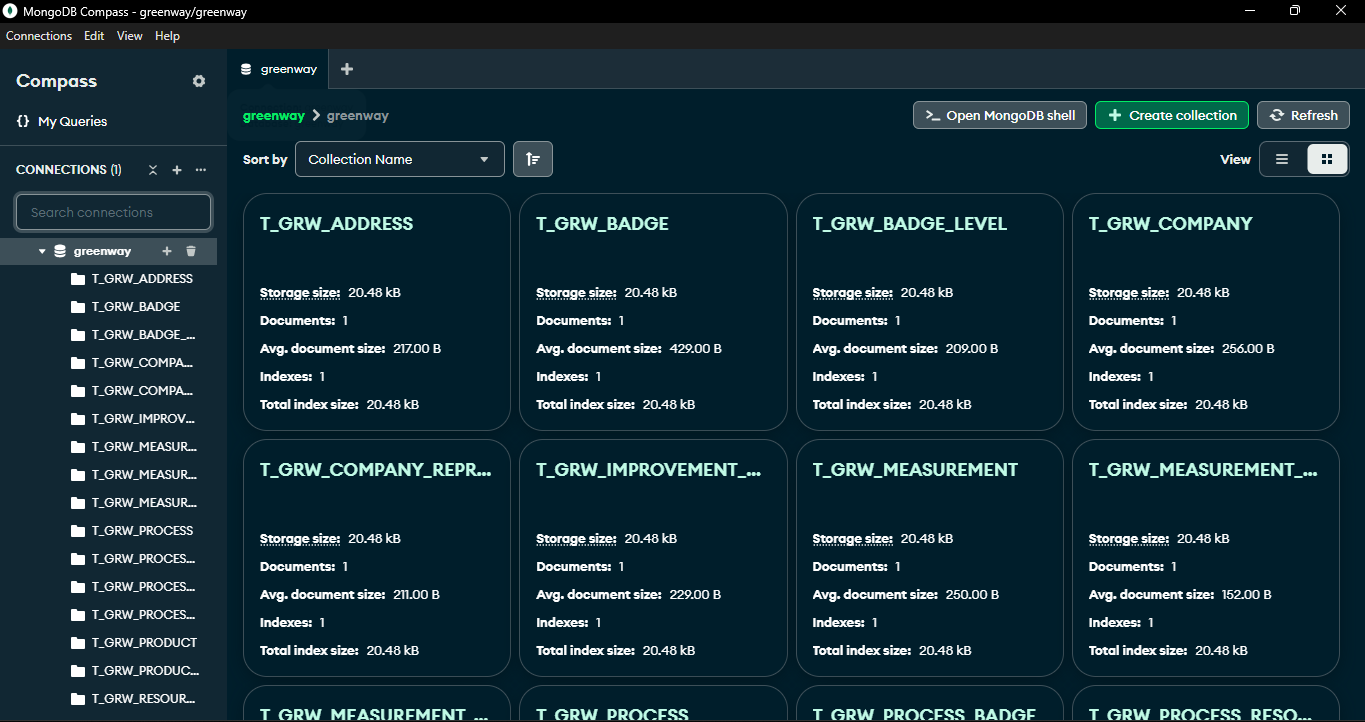 MongoDB Compass - greenway/greenway
Connections Edit View Help
Compass
{} My Queries
CONNECTIONS (1)
Search connections
greenway
T_GRW_ADDRESS
T_GRW_BADGE
T_GRW_BADGE_...
T_GRW_COMPA...
T_GRW_COMPA...
T_GRW_IMPROV...
T_GRW_MEASUR...
T_GRW_MEASUR...
T_GRW_MEASUR...
T_GRW_PROCESS
T_GRW_PROCES...
T_GRW_PROCES...
T_GRW_PROCES...
T_GRW_PRODUCT
T_GRW_PRODUC...
T_GRW_RESOUR...
greenway
greenway > greenway
>_ Open MongoDB shell + Create collection Refresh
Sort by Collection Name View
T_GRW_ADDRESS
Storage size: 20.48 kB
Documents: 1
Avg. document size: 217.00 B
Indexes: 1
Total index size: 20.48 kB
T_GRW_BADGE
Storage size: 20.48 kB
Documents: 1
Avg. document size: 429.00 B
Indexes: 1
Total index size: 20.48 kB
T_GRW_BADGE_LEVEL
Storage size: 20.48 kB
Documents: 1
Avg. document size: 209.00 B
Indexes: 1
Total index size: 20.48 kB
T_GRW_COMPANY
Storage size: 20.48 kB
Documents: 1
Avg. document size: 256.00 B
Indexes: 1
Total index size: 20.48 kB
T_GRW_COMPANY_REPR...
Storage size: 20.48 kB
Documents: 1
Avg. document size: 211.00 B
Indexes: 1
Total index size: 20.48 kB
T_GRW_IMPROVEMENT_...
Storage size: 20.48 kB
Documents: 1
Avg. document size: 229.00 B
Indexes: 1
Total index size: 20.48 kB
T_GRW_MEASUREMENT
Storage size: 20.48 kB
Documents: 1
Avg. document size: 250.00 B
Indexes: 1
Total index size: 20.48 kB
T_GRW_MEASUREMENT_...
Storage size: 20.48 kB
Documents: 1
Avg. document size: 152.00 B
Indexes: 1
Total index size: 20.48 kB
T_GRW_MEASUREMENT_...
T_GRW_PROCESS
T_GRW_PROCESS_BADGE
T_GRW_PROCESS_RESO...